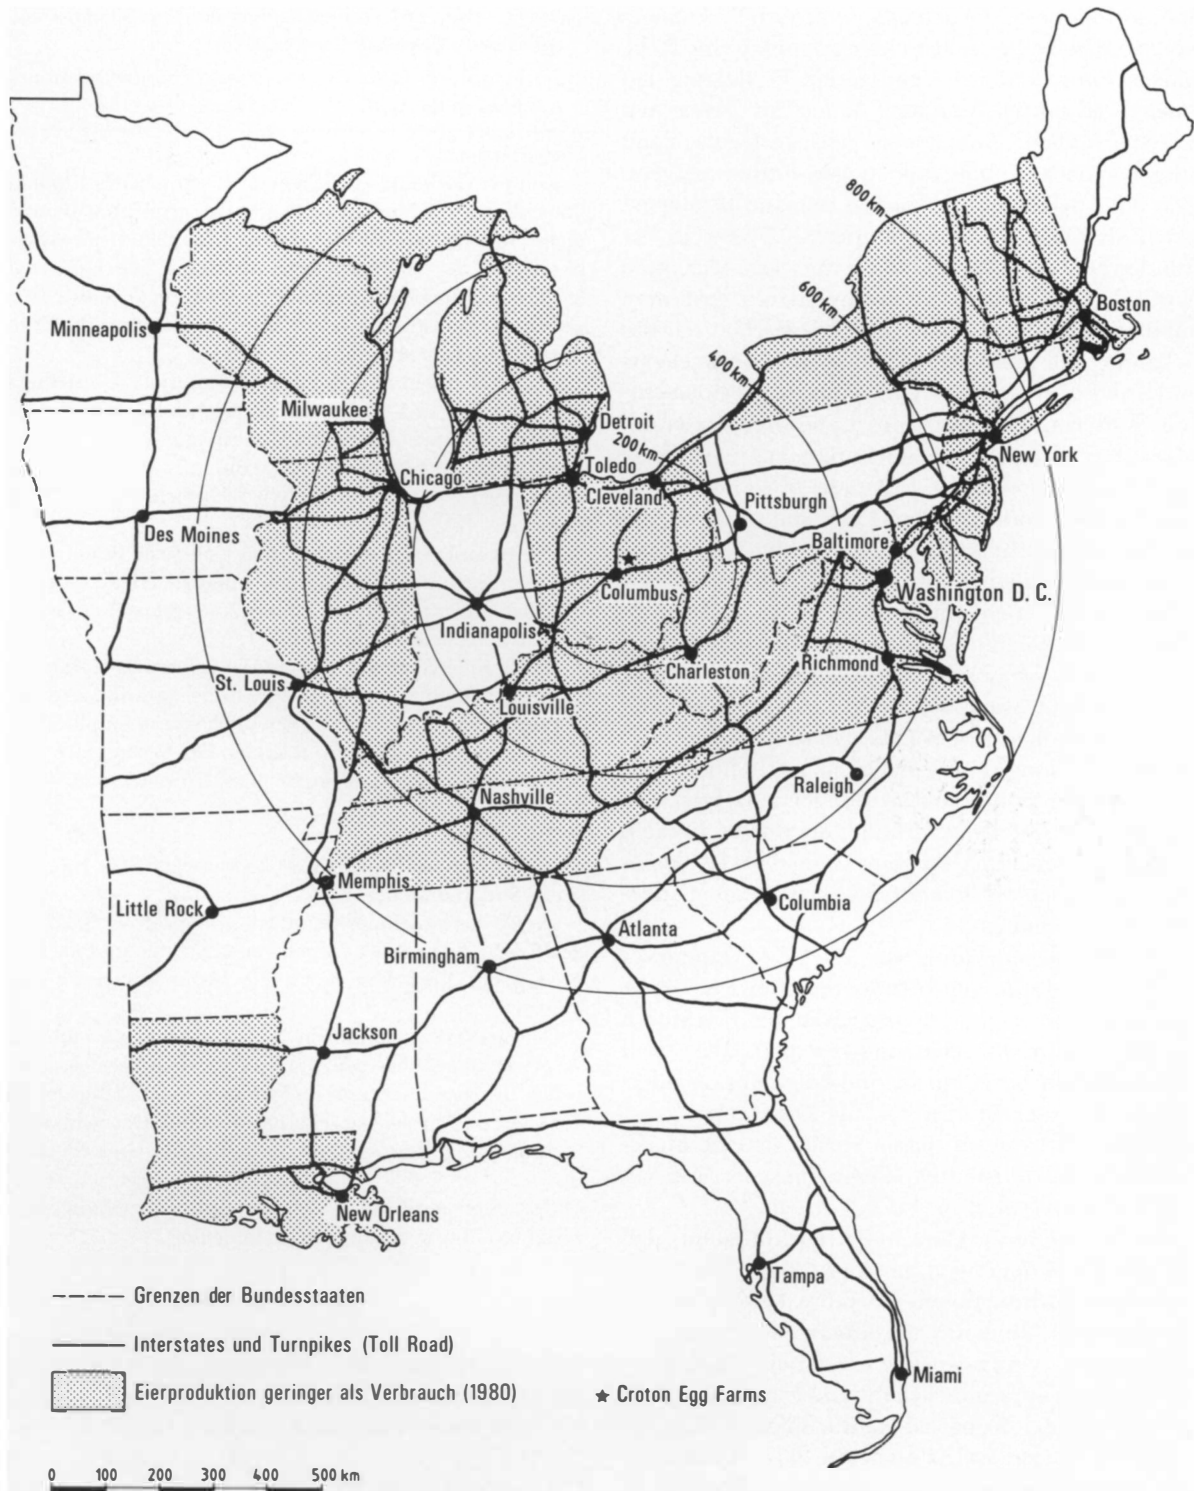 800 km
600 km
400 km
200 km
Minneapolis
Boston
Milwaukee
Detroit
New York
Chicago
Toledo
Cleveland
Pittsburgh
Des Moines
Baltimore
Columbus
Washington D. C.
Indianapolis
Charleston
Richmond
St. Louis
Louisville
Raleigh
Nashville
Memphis
Little Rock
Columbia
Atlanta
Birmingham
Jackson
New Orleans
Tampa
Miami
Grenzen der Bundesstaaten
Interstates und Turnpikes (Toll Road)
Eierproduktion geringer als Verbrauch (1980)
Croton Egg Farms
0 100 200 300 400 500 km